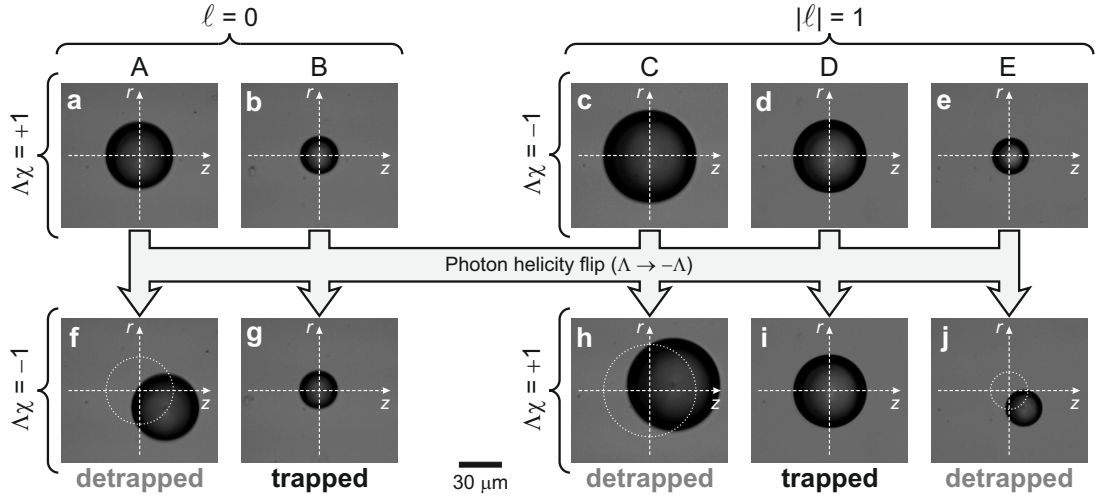 ℓ = 0
|ℓ| = 1
A
B
C
D
E
Λχ = +1
a
r
z
b
r
z
Λχ = −1
c
r
z
d
r
z
e
r
z
Photon helicity flip (Λ → −Λ)
Λχ = −1
f
r
z
g
r
z
Λχ = +1
h
r
z
i
r
z
j
r
z
detrapped
trapped
30 μm
detrapped
trapped
detrapped